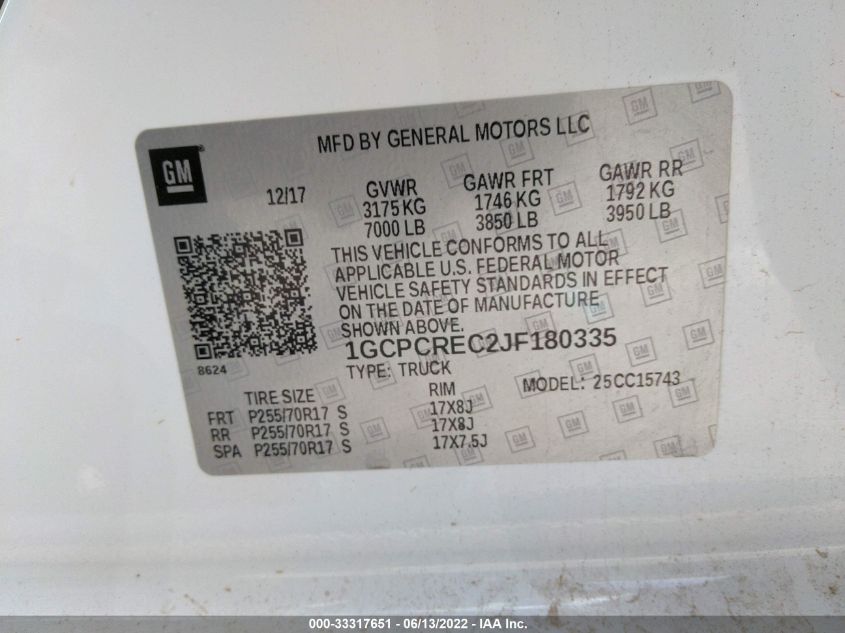 MFD BY GENERAL MOTORS LLC
GM
12/17
GVWR
3175 KG
7000 LB
GAWR FRT
1746 KG
3850 LB
GAWR RR
1792 KG
3950 LB
THIS VEHICLE CONFORMS TO ALL
APPLICABLE U.S. FEDERAL MOTOR
VEHICLE SAFETY STANDARDS IN EFFECT
ON THE DATE OF MANUFACTURE
SHOWN ABOVE.
1GCPCREC2JF180335
8624
TYPE: TRUCK
MODEL: 25CC15743
TIRE SIZE RIM
FRT P255/70R17 S 17X8J
RR P255/70R17 S 17X8J
SPA P255/70R17 S 17X7.5J
000-33317651 - 06/13/2022 - IAA Inc.